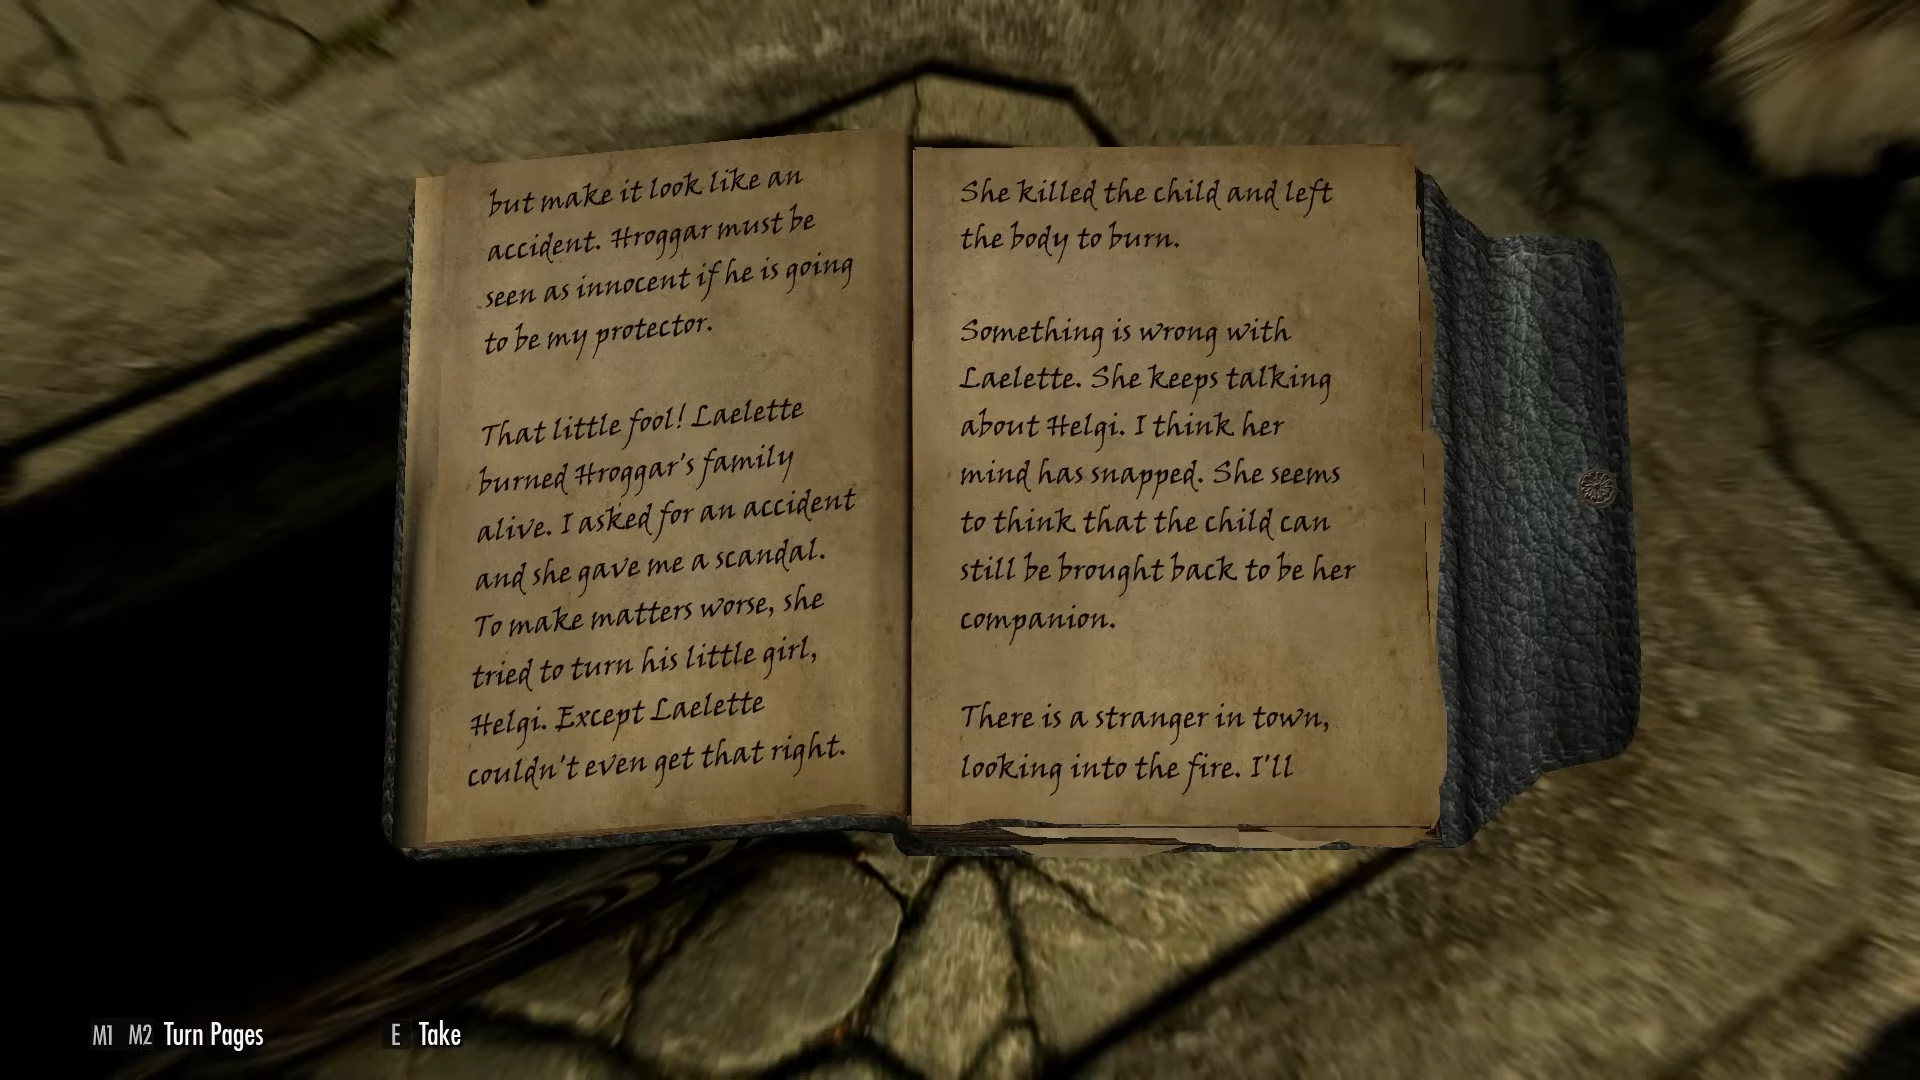 but make it look like an
accident. Hroggar must be
seen as innocent if he is going
to be my protector.
That little fool! Laelette
burned Hroggar's family
alive. I asked for an accident
and she gave me a scandal.
To make matters worse, she
tried to turn his little girl,
Helgi. Except Laelette
couldn't even get that right.
She killed the child and left
the body to burn.
Something is wrong with
Laelette. She keeps talking
about Helgi. I think her
mind has snapped. She seems
to think that the child can
still be brought back to be her
companion.
There is a stranger in town,
looking into the fire. I'll
M1 M2 Turn Pages
E Take